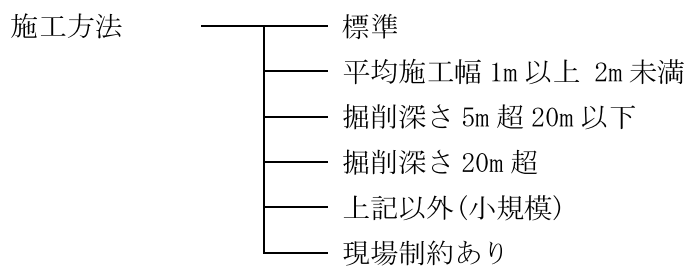 施工方法 標準
平均施工幅 1m 以上 2m 未満
掘削深さ 5m 超 20m 以下
掘削深さ 20m 超
上記以外(小規模)
現場制約あり